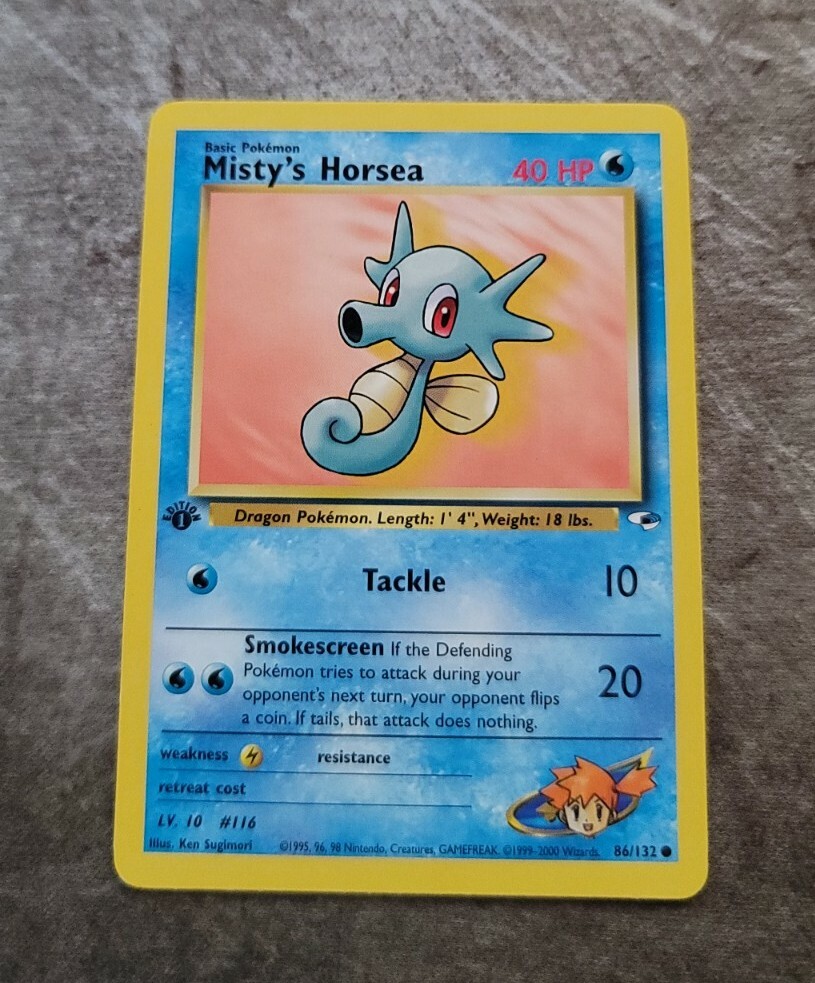 Basic Pokémon
Misty's Horsea 40 HP
EDITION
1
Dragon Pokémon. Length: 1' 4", Weight: 18 lbs.
Tackle 10
Smokescreen If the Defending
Pokémon tries to attack during your
opponent's next turn, your opponent flips
a coin. If tails, that attack does nothing.
20
weakness resistance
retreat cost
LV. 10 #116
Illus. Ken Sugimori ©1995, 96, 98 Nintendo, Creatures, GAMEFREAK. ©1999-2000 Wizards. 86/132